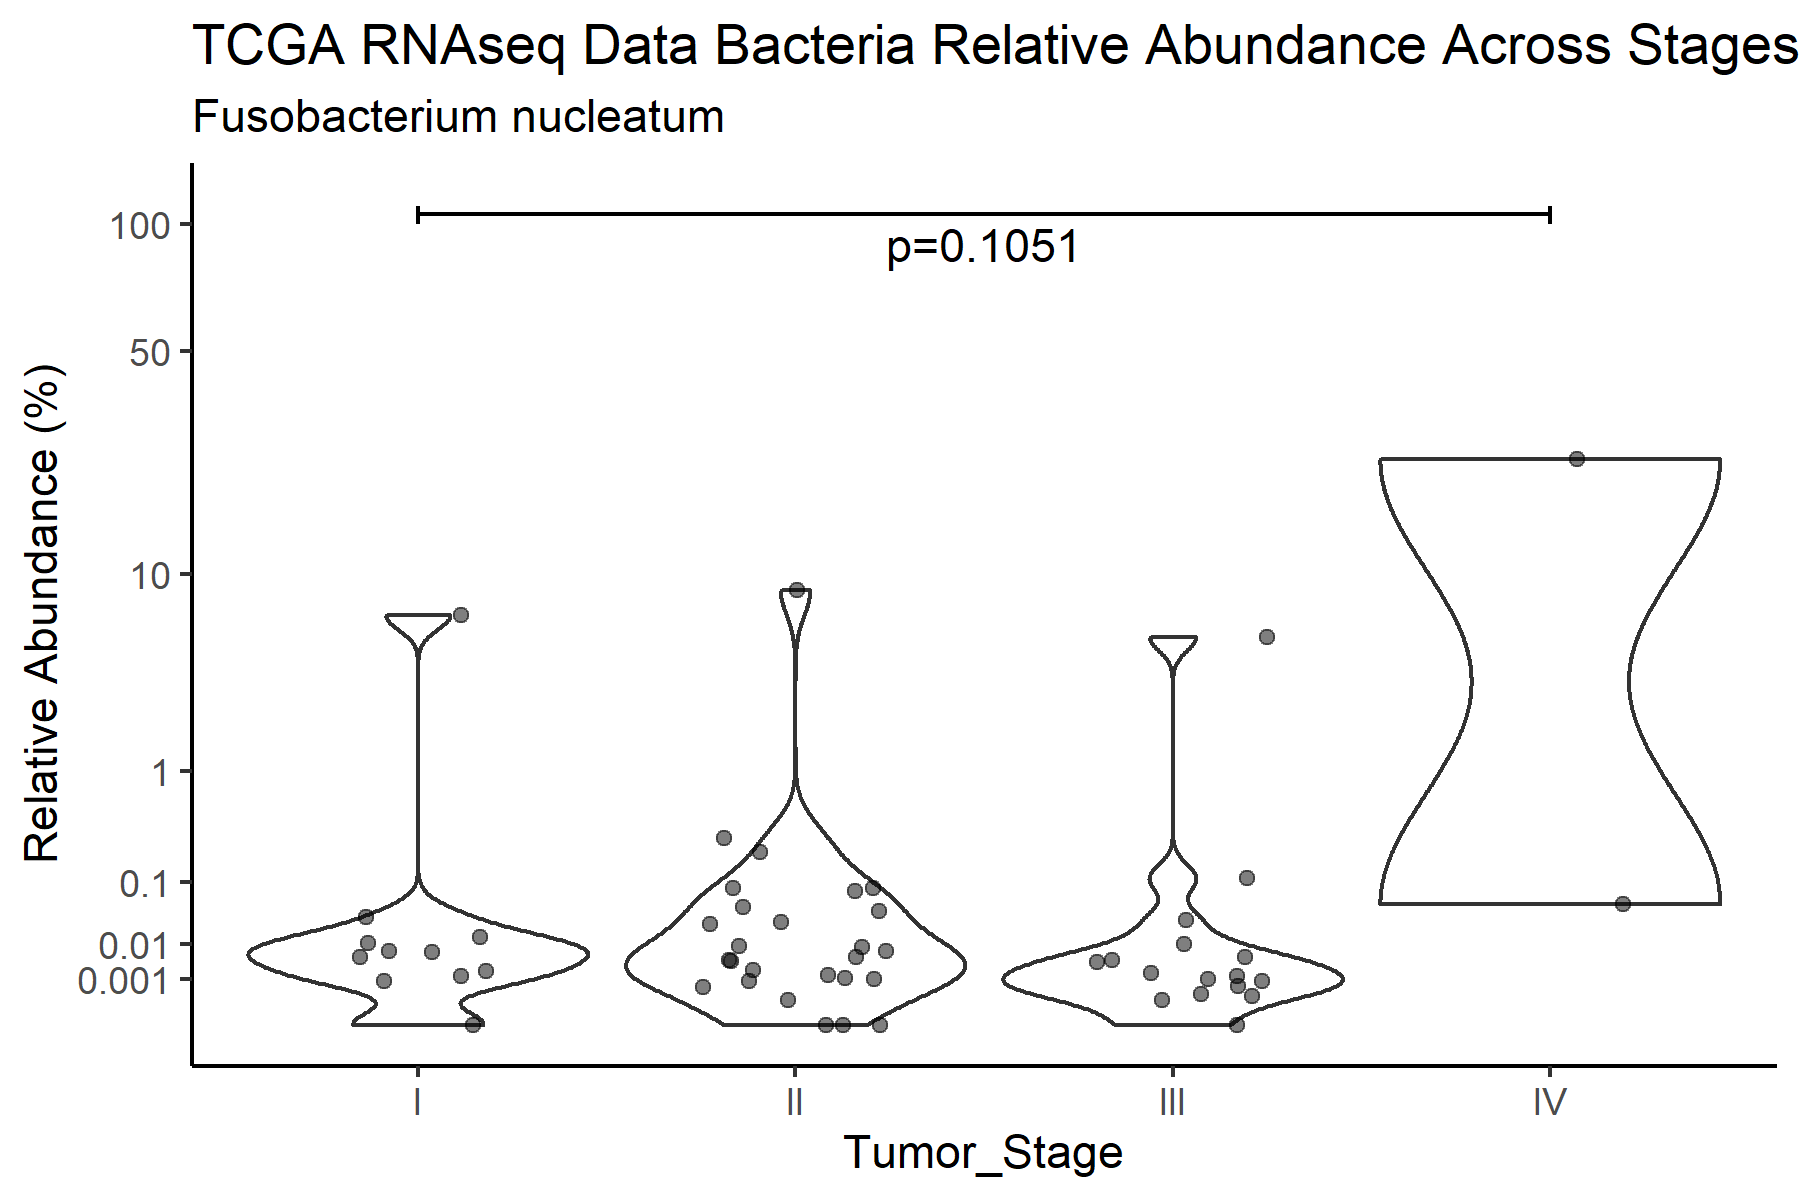 TCGA RNAseq Data Bacteria Relative Abundance Across Stages
Fusobacterium nucleatum
100
p=0.1051
50
Relative Abundance (%)
10
1
0.1
0.01
0.001
I
II
III
IV
Tumor_Stage